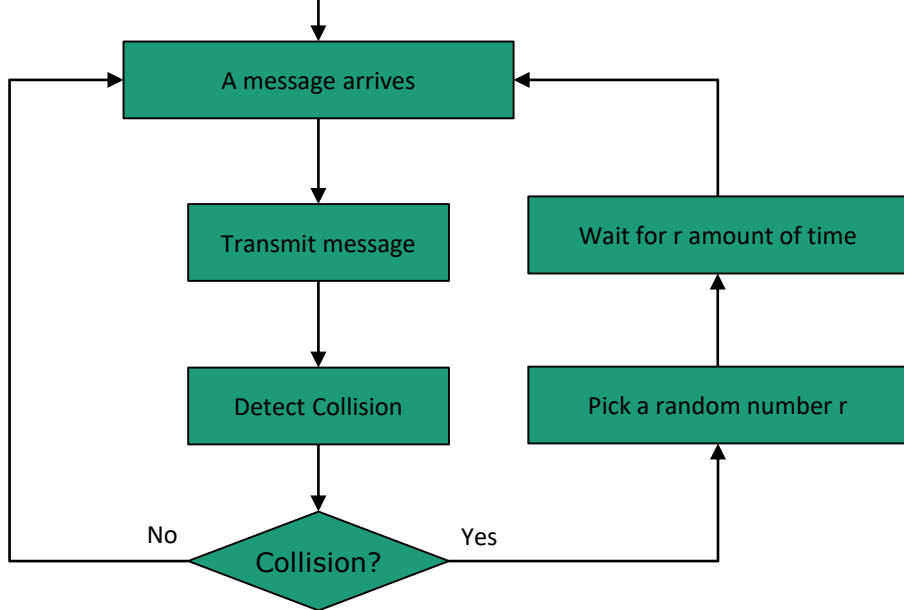 A message arrives
Transmit message
Wait for r amount of time
Detect Collision
Pick a random number r
No
Yes
Collision?